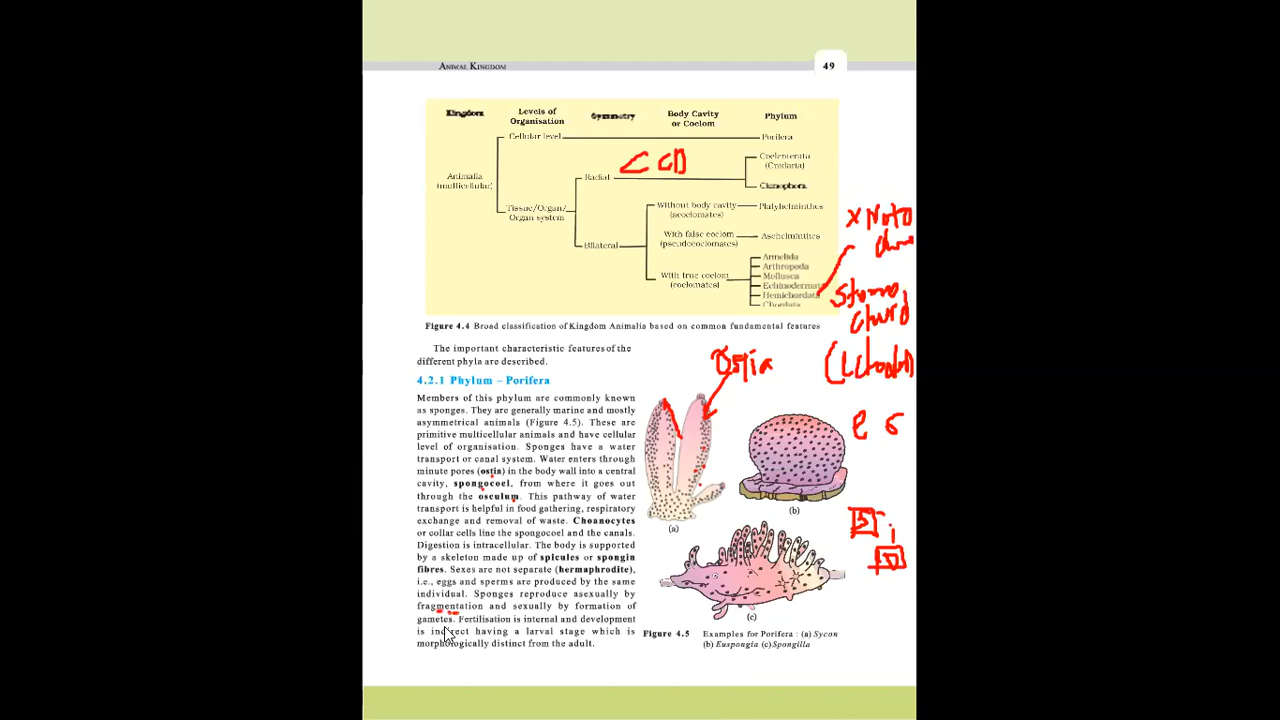 ANIMAL KINGDOM
49
Kingdom
Levels of Organisation
Symmetry
Body Cavity or Coelom
Phylum
Cellular level
Porifera
Animalia (multicellular)
Tissue/Organ/ Organ system
Radial
Coelenterata (Cnidaria)
Ctenophora
Bilateral
Without body cavity (acoelomates)
Platyhelminthes
With false coelom (pseudocoelomates)
Aschelminthes
With true coelom (coelomates)
Annelida
Arthropoda
Mollusca
Echinodermata
Hemichordata
Chordata
X Noto
Stomo
chord
Figure 4.4 Broad classification of Kingdom Animalia based on common fundamental features
The important characteristic features of the
different phyla are described.
4.2.1 Phylum – Porifera
Members of this phylum are commonly known
as sponges. They are generally marine and mostly
asymmetrical animals (Figure 4.5). These are
primitive multicellular animals and have cellular
level of organisation. Sponges have a water
transport or canal system. Water enters through
minute pores (ostia) in the body wall into a central
cavity, spongocoel, from where it goes out
through the osculum. This pathway of water
transport is helpful in food gathering, respiratory
exchange and removal of waste. Choanocytes
or collar cells line the spongocoel and the canals.
Digestion is intracellular. The body is supported
by a skeleton made up of spicules or spongin
fibres. Sexes are not separate (hermaphrodite),
i.e., eggs and sperms are produced by the same
individual. Sponges reproduce asexually by
fragmentation and sexually by formation of
gametes. Fertilisation is internal and development
is indirect having a larval stage which is
morphologically distinct from the adult.
Ostia
(a)
(b)
(c)
Figure 4.5 Examples for Porifera : (a) Sycon
(b) Euspongia (c) Spongilla